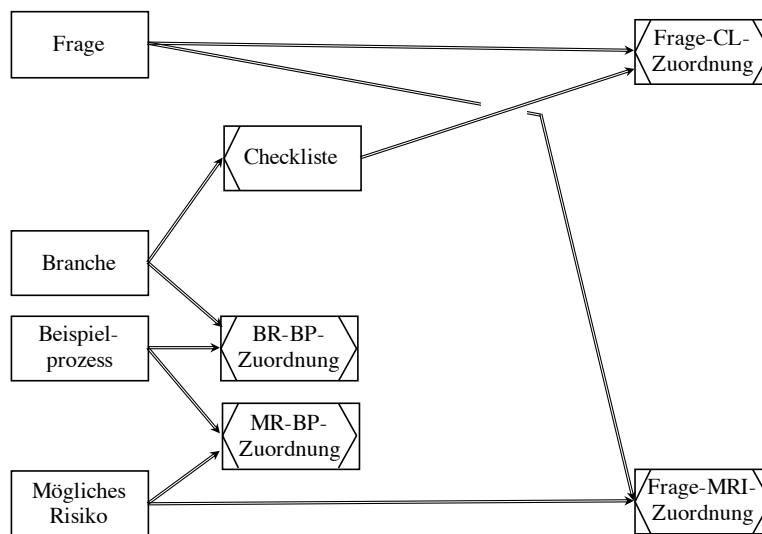 Frage
Frage-CL-
Zuordnung
Checkliste
Branche
Beispiel-
prozess
BR-BP-
Zuordnung
MR-BP-
Zuordnung
Mögliches
Risiko
Frage-MRI-
Zuordnung